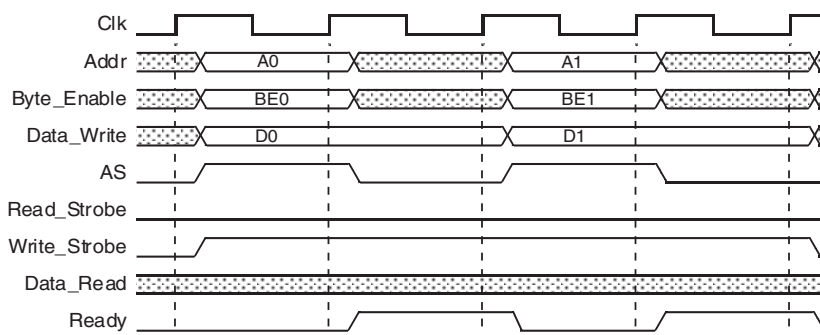 Clk
Addr A0 A1
Byte_Enable BE0 BE1
Data_Write D0 D1
AS
Read_Strobe
Write_Strobe
Data_Read
Ready